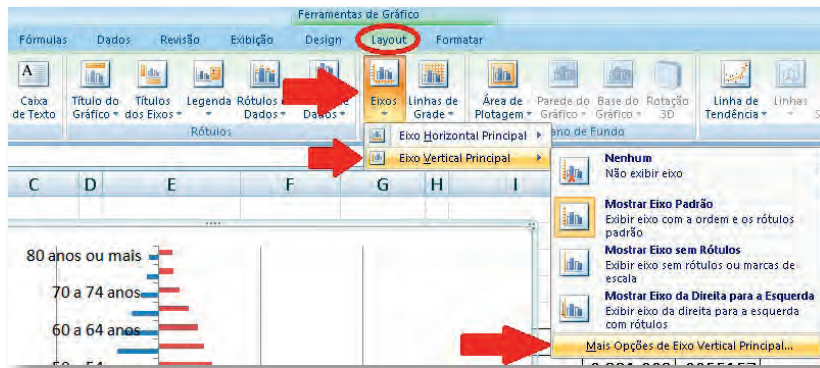 Ferramentas de Gráfico
Fórmulas Dados Revisão Exibição Design Layout Formatar
Caixa de Texto
Título do Gráfico
Títulos dos Eixos
Legenda
Rótulos Dados
Dados
Eixos
Linhas de Grade
Área de Plotagem
Parede do Gráfico
Base do Gráfico
Rotação 3D
Linha de Tendência
Linhas
Rótulos
ano de Fundo
Eixo Horizontal Principal
Eixo Vertical Principal
Nenhum
Não exibir eixo
Mostrar Eixo Padrão
Exibir eixo com a ordem e os rótulos
padrão
Mostrar Eixo sem Rótulos
Exibir eixo sem rótulos ou marcas de
escala
Mostrar Eixo da Direita para a Esquerda
Exibir eixo da direita para a esquerda
com rótulos
Mais Opções de Eixo Vertical Principal...
C D E F G H I
80 anos ou mais
70 a 74 anos
60 a 64 anos